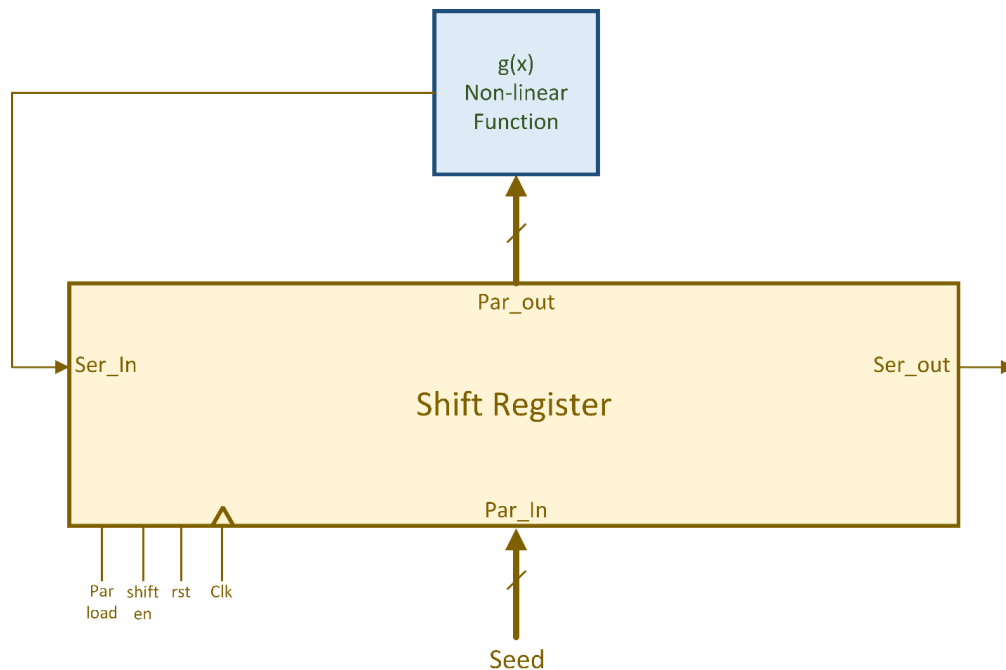 g(x)
Non-linear
Function
Par_out
Ser_In
Ser_out
Shift Register
Par_In
Par
load
shift
en
rst
Clk
Seed